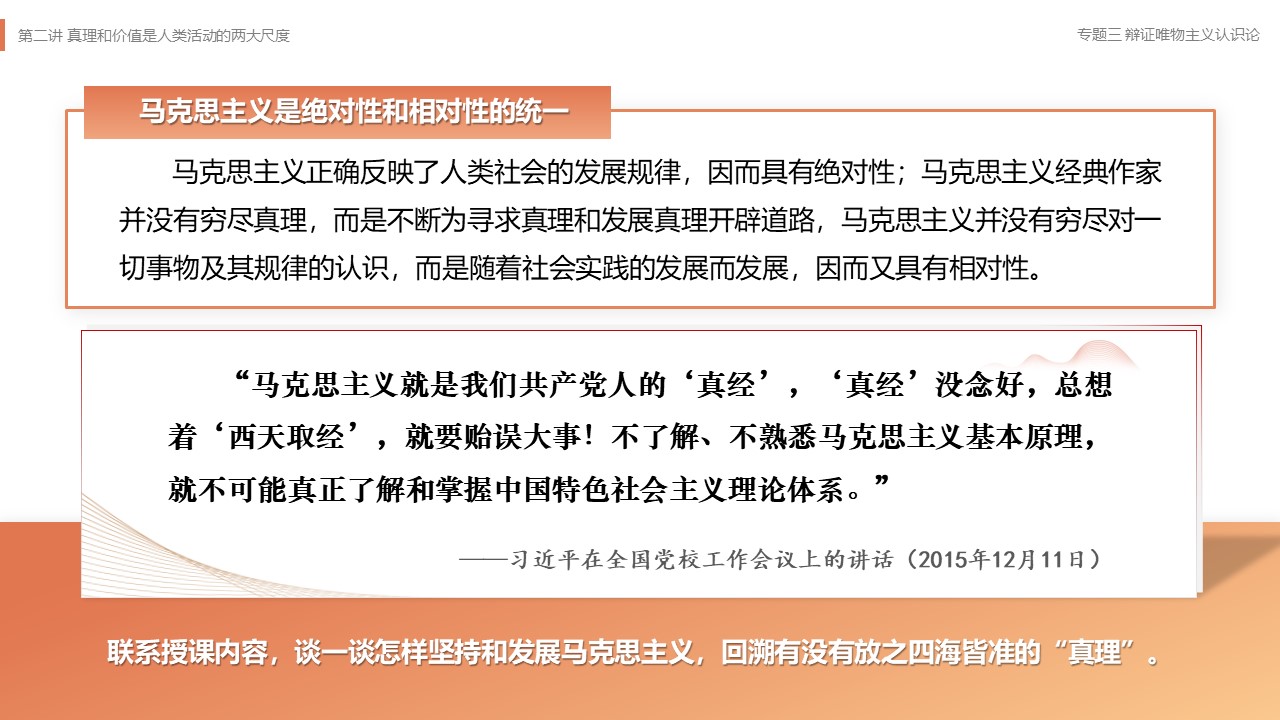 第二讲 真理和价值是人类活动的两大尺度
专题三 辩证唯物主义认识论
马克思主义是绝对性和相对性的统一
马克思主义正确反映了人类社会的发展规律，因而具有绝对性；马克思主义经典作家
并没有穷尽真理，而是不断为寻求真理和发展真理开辟道路，马克思主义并没有穷尽对一
切事物及其规律的认识，而是随着社会实践的发展而发展，因而又具有相对性。
“马克思主义就是我们共产党人的‘真经’，‘真经’没念好，总想
着‘西天取经’，就要贻误大事！不了解、不熟悉马克思主义基本原理，
就不可能真正了解和掌握中国特色社会主义理论体系。”
——习近平在全国党校工作会议上的讲话（2015年12月11日）
联系授课内容，谈一谈怎样坚持和发展马克思主义，回溯有没有放之四海皆准的“真理”。